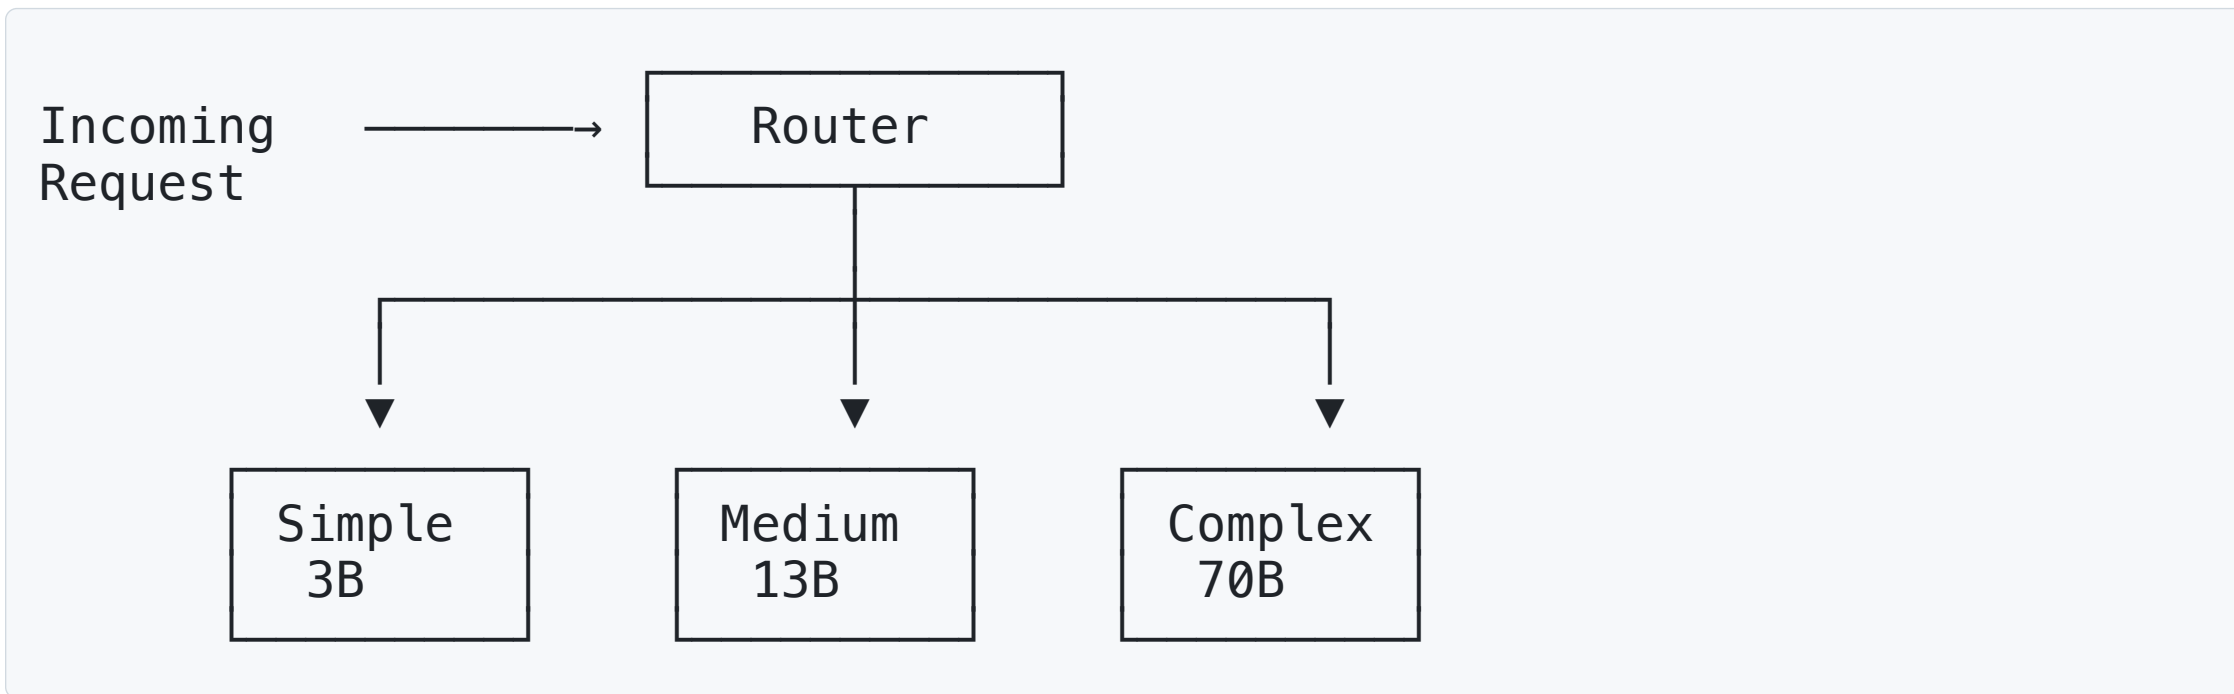 Incoming
Request
Router
Simple
3B
Medium
13B
Complex
70B